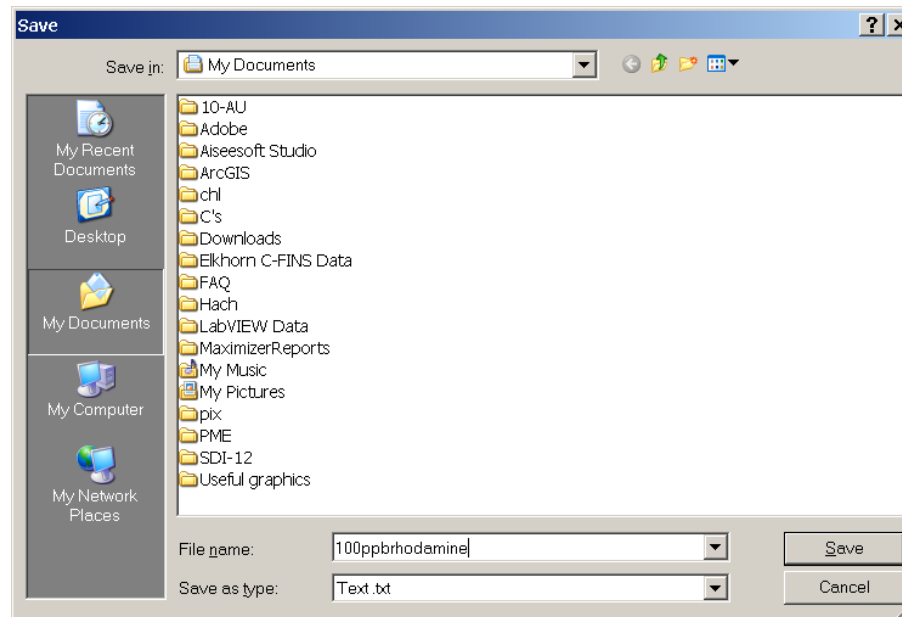 Save
Save in:
My Documents
My Recent
Documents
Desktop
My Documents
My Computer
My Network
Places
10-AU
Adobe
Aiseesoft Studio
ArcGIS
chl
C's
Downloads
Elkhorn C-FINS Data
FAQ
Hach
LabVIEW Data
MaximizerReports
My Music
My Pictures
pix
PME
SDI-12
Useful graphics
File name:
100ppbrhodamine
Save
Save as type:
Text .txt
Cancel